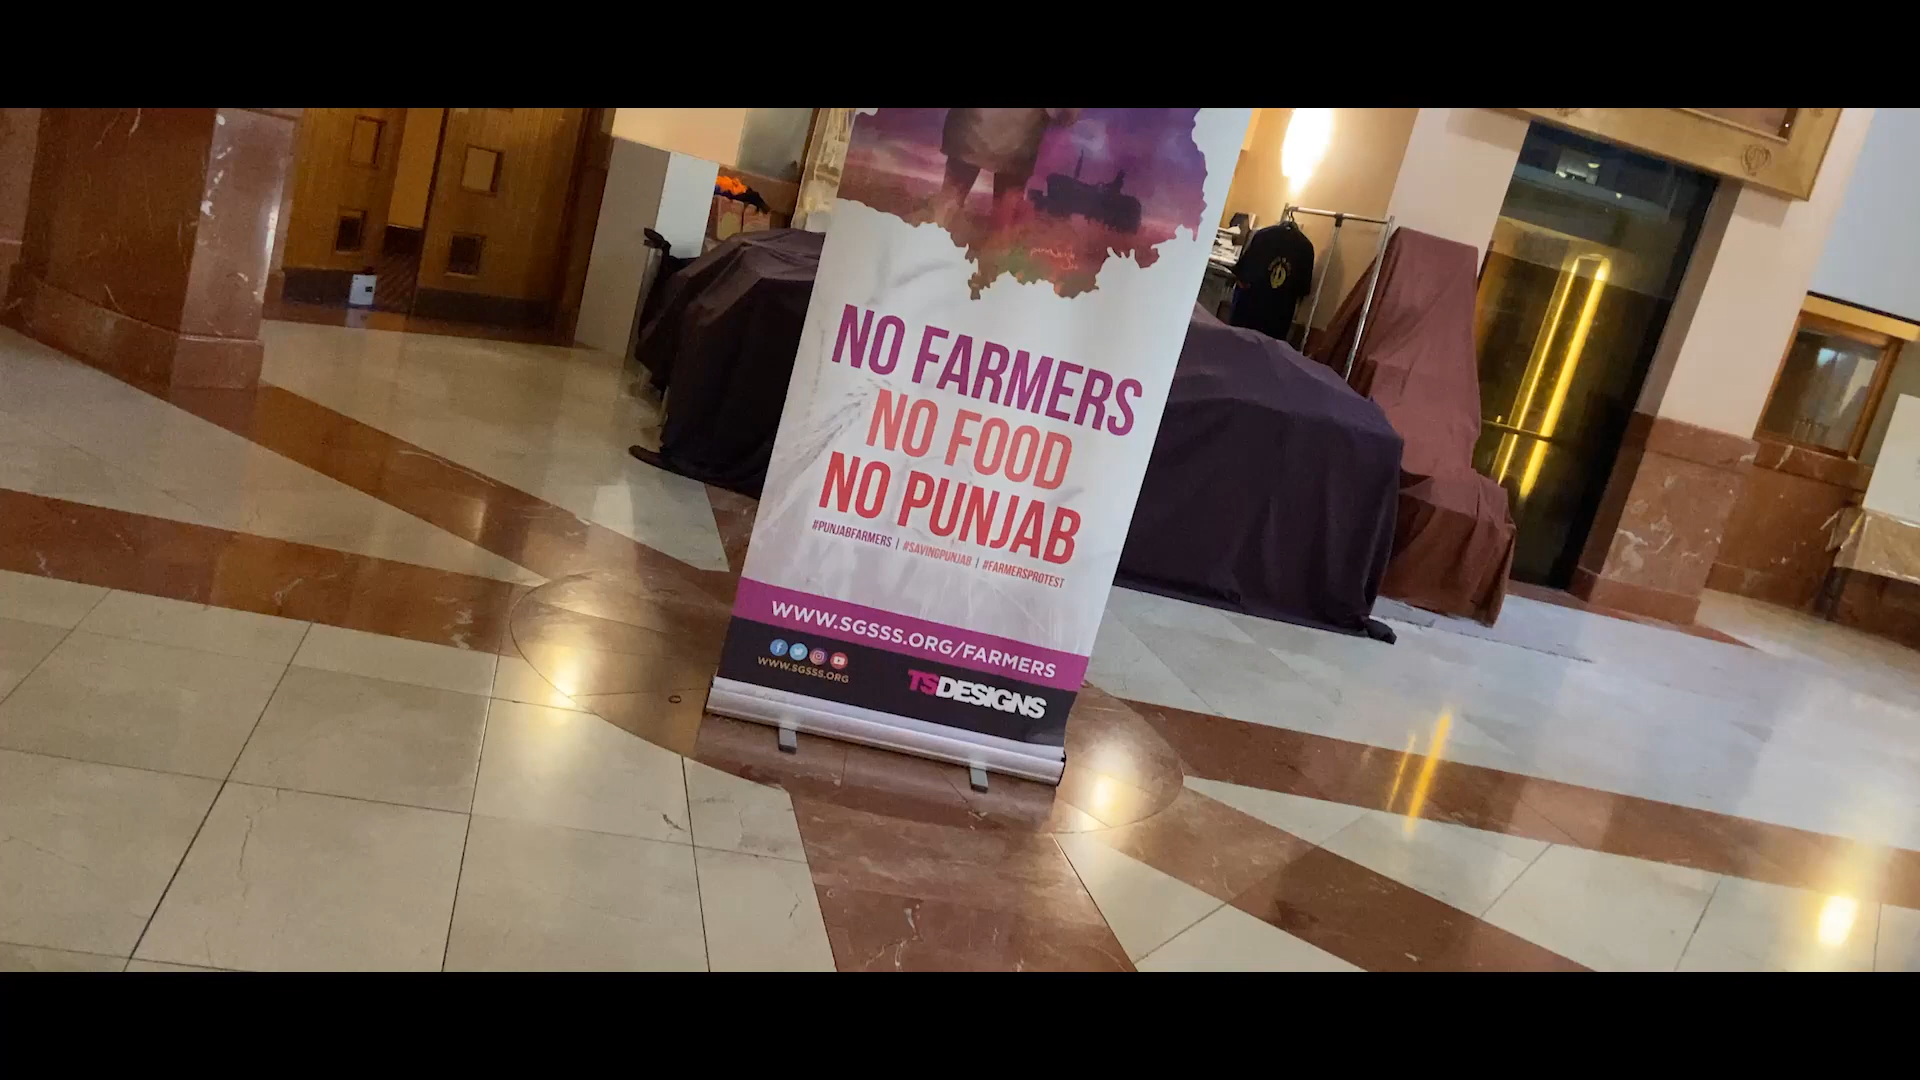 NO FARMERS
NO FOOD
NO PUNJAB
#PUNJABFARMERS | #SAVINGPUNJAB | #FARMERSPROTEST
WWW.SGSSS.ORG/FARMERS
WWW.SGSSS.ORG
TSDESIGNS